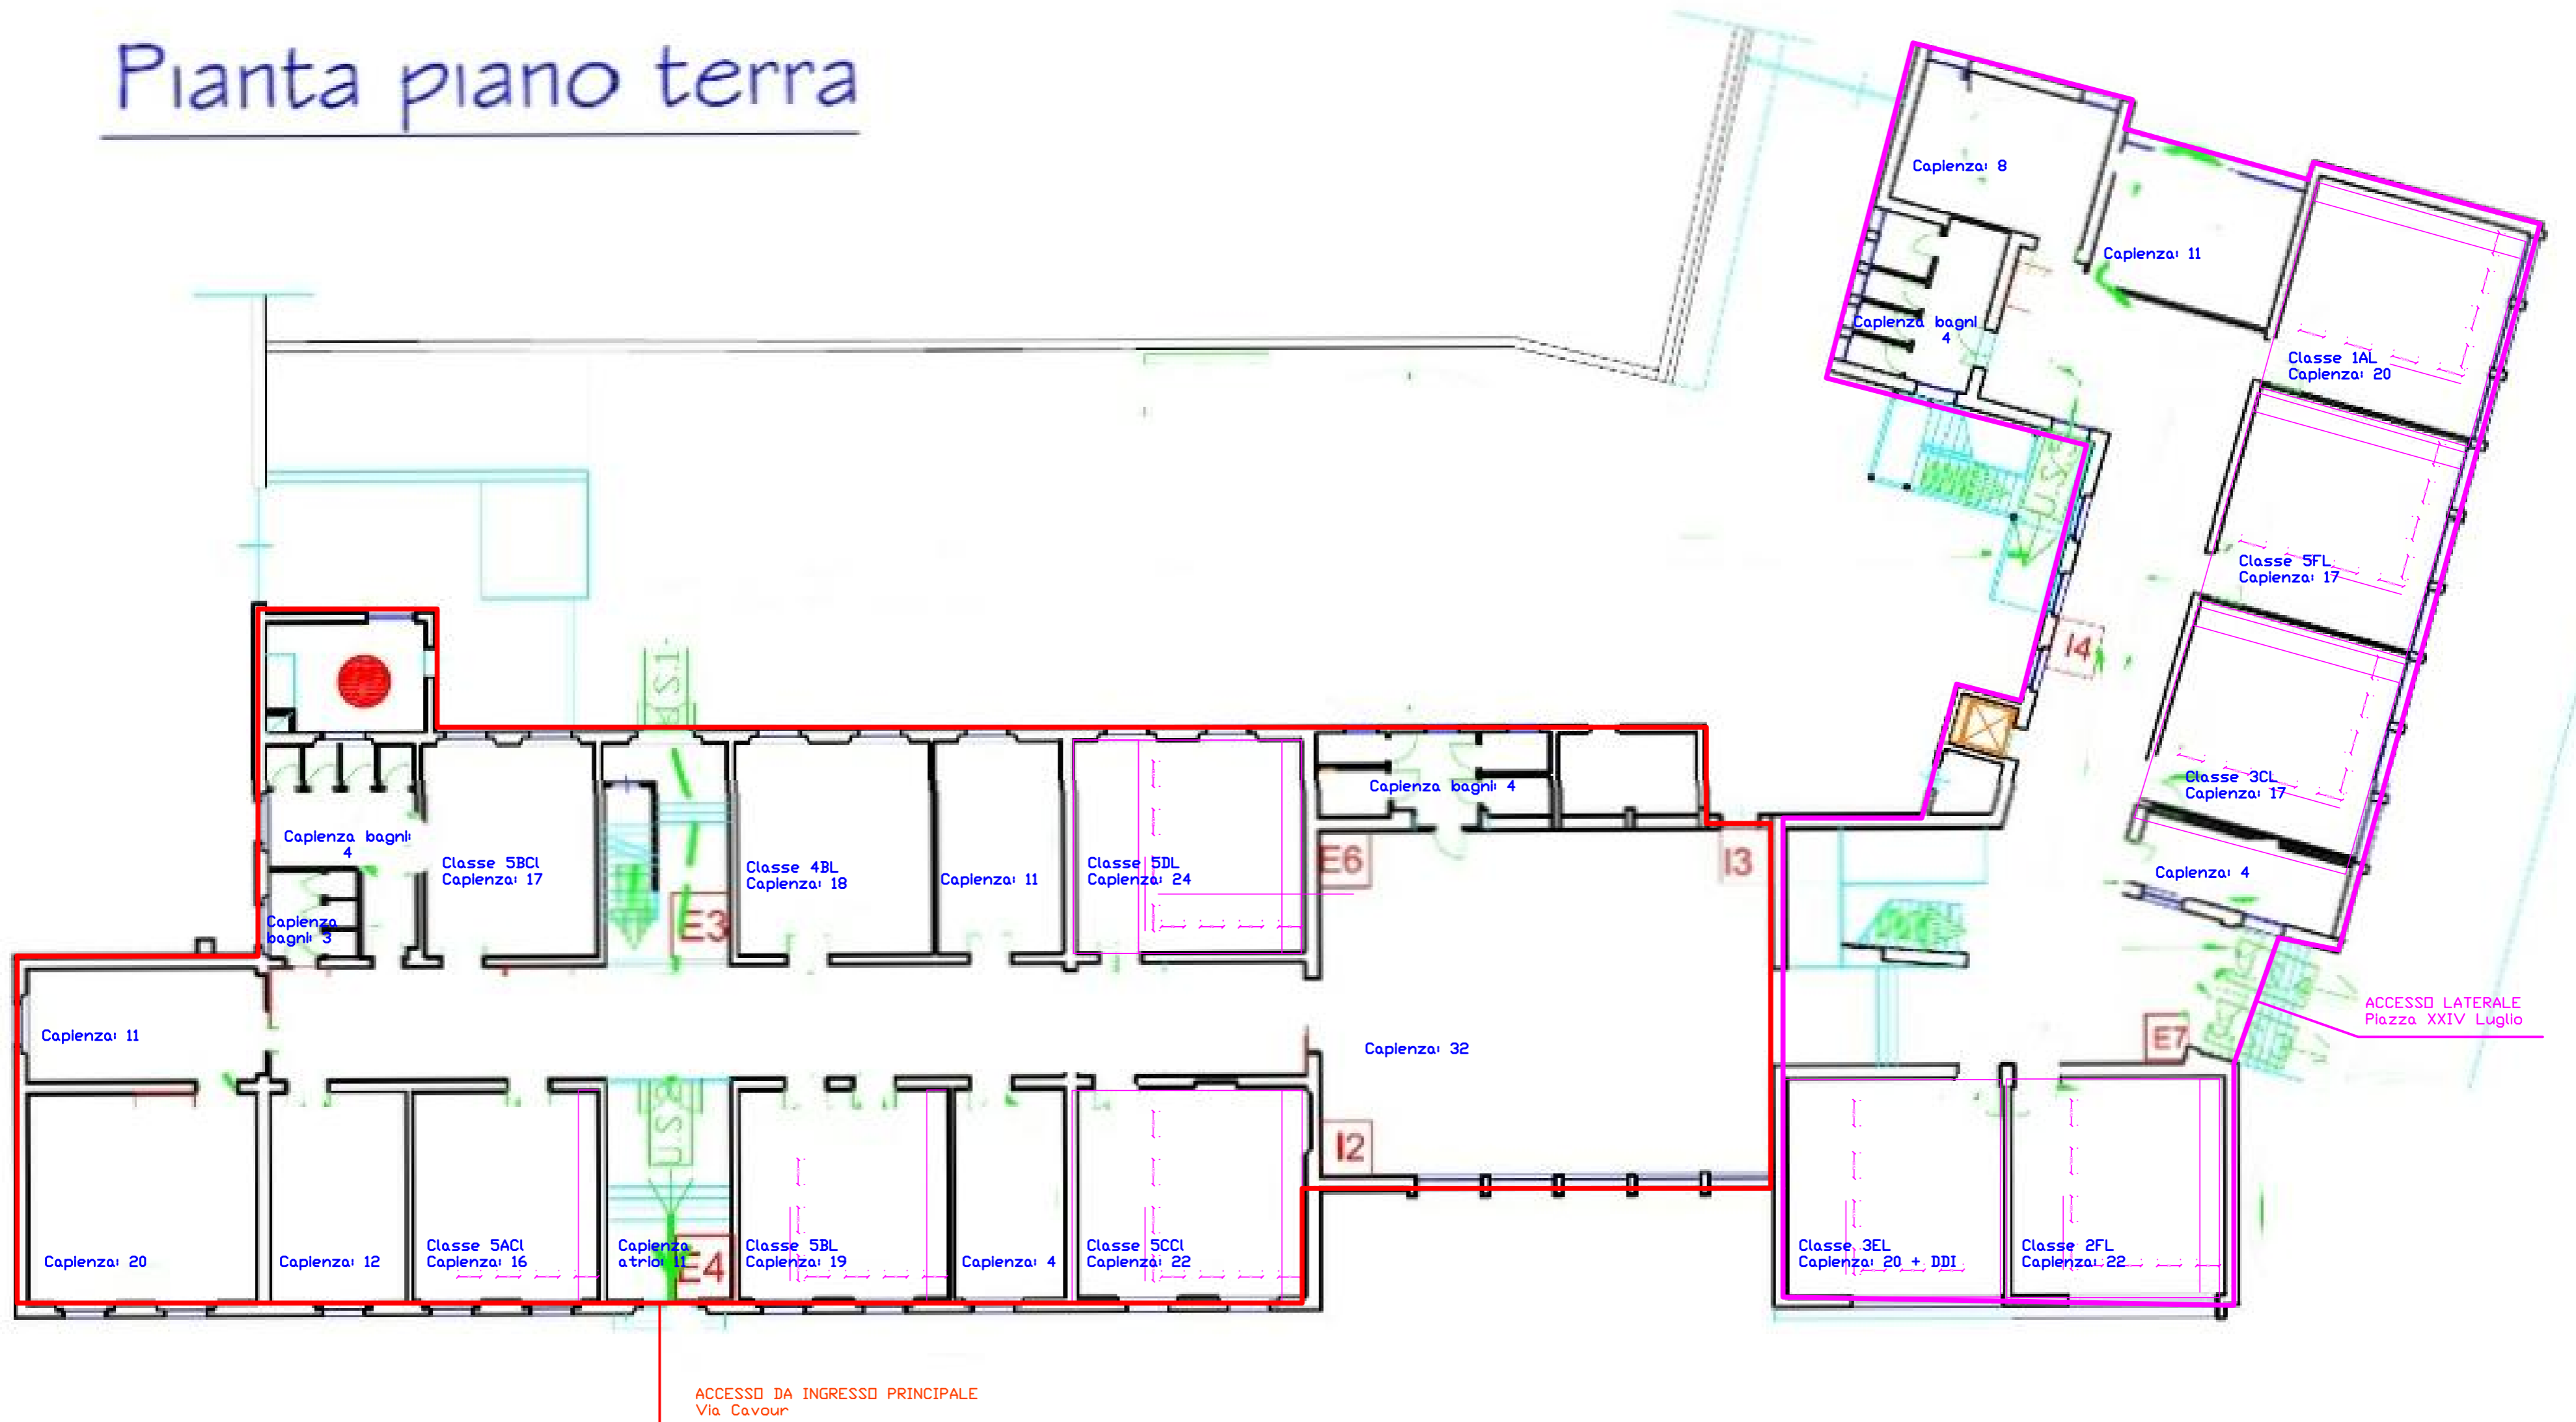 Pianta piano terra
Capienza: 8
Capienza: 11
Capienza bagni
4
Classe 1AL
Capienza: 20
U.S.3
Classe 5FL
Capienza: 17
I4
U.S.1
Classe 3CL
Capienza: 17
Capienza bagni: 4
Capienza bagni:
4
Classe 5BCl
Capienza: 17
Classe 4BL
Capienza: 18
Capienza: 11
Classe 5DL
Capienza: 24
E6
I3
Capienza: 4
Capienza
bagni: 3
E3
ACCESSO LATERALE
Piazza XXIV Luglio
Capienza: 11
Capienza: 32
E7
U.S.2
I2
Capienza: 20
Capienza: 12
Classe 5ACl
Capienza: 16
Capienza
atrio: 11
E4
Classe 5BL
Capienza: 19
Capienza: 4
Classe 5CCl
Capienza: 22
Classe 3EL
Capienza: 20 + DDI
Classe 2FL
Capienza: 22
ACCESSO DA INGRESSO PRINCIPALE
Via Cavour